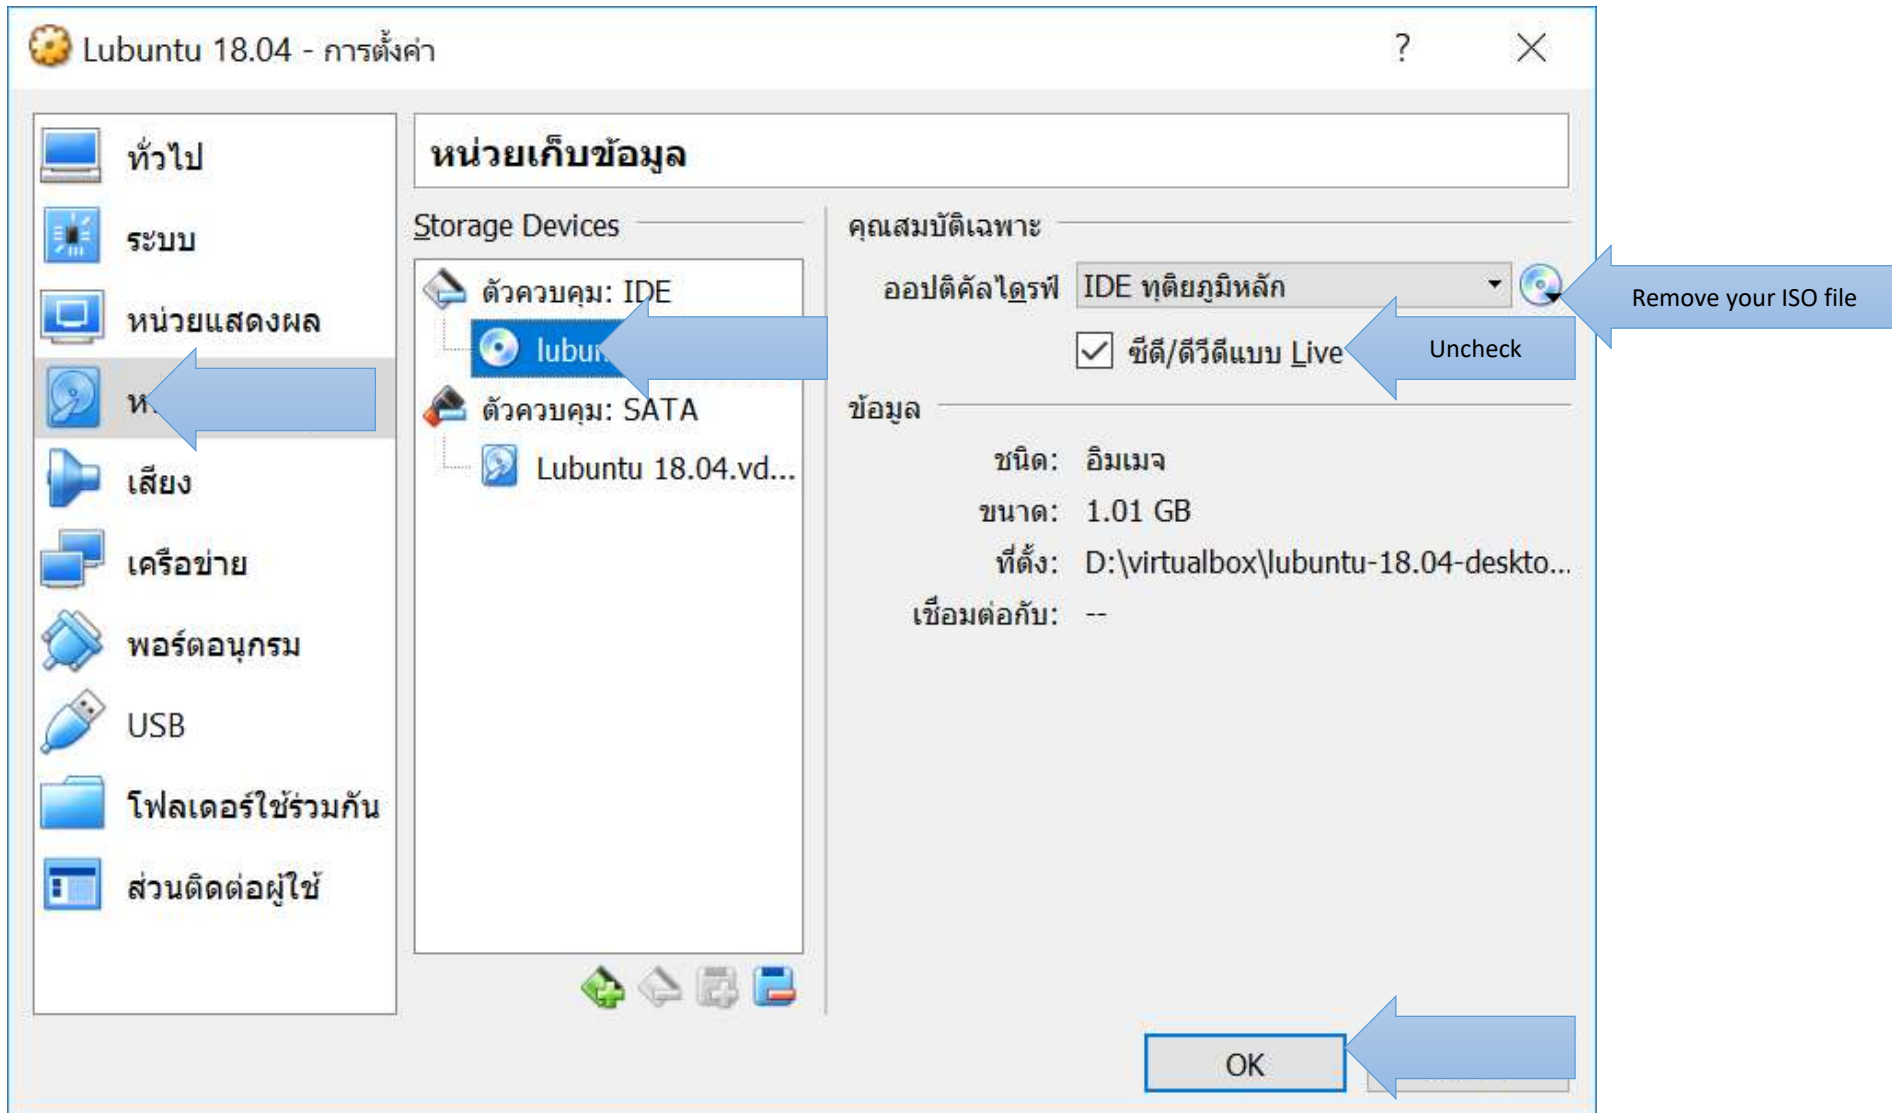 Lubuntu 18.04 - การตั้งค่า
ทั่วไป
ระบบ
หน่วยแสดงผล
เสียง
เครือข่าย
พอร์ตอนุกรม
USB
โฟลเดอร์ใช้ร่วมกัน
ส่วนติดต่อผู้ใช้
หน่วยเก็บข้อมูล
Storage Devices
ตัวควบคุม: IDE
ตัวควบคุม: SATA
Lubuntu 18.04.vd...
คุณสมบัติเฉพาะ
ออปติคัลไดรฟ์ IDE ทุติยภูมิหลัก
Remove your ISO file
ซีดี/ดีวีดีแบบ Live
Uncheck
ข้อมูล
ชนิด: อิมเมจ
ขนาด: 1.01 GB
ที่ตั้ง: D:\virtualbox\lubuntu-18.04-deskto...
เชื่อมต่อกับ: --
OK